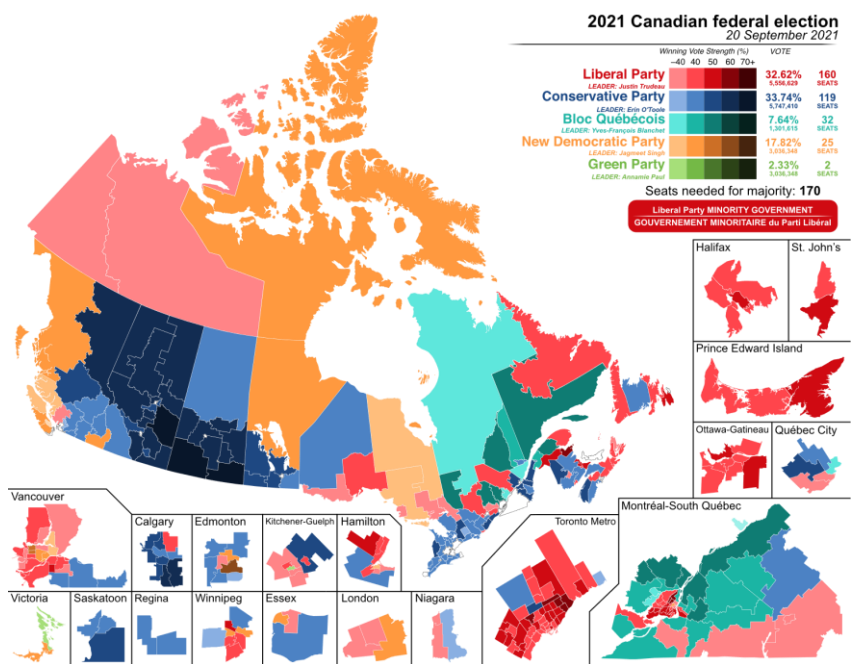 2021 Canadian federal election
20 September 2021
Winning Vote Strength (%) VOTE
–40 40 50 60 70+
Liberal Party 32.62% 160
LEADER: Justin Trudeau 5,556,629 SEATS
Conservative Party 33.74% 119
LEADER: Erin O'Toole 5,747,410 SEATS
Bloc Québécois 7.64% 32
LEADER: Yves-François Blanchet 1,301,615 SEATS
New Democratic Party 17.82% 25
LEADER: Jagmeet Singh 3,036,348 SEATS
Green Party 2.33% 2
LEADER: Annamie Paul 3,036,348 SEATS
Seats needed for majority: 170
Liberal Party MINORITY GOVERNMENT
GOUVERNEMENT MINORITAIRE du Parti Libéral
Halifax
St. John's
Prince Edward Island
Ottawa-Gatineau
Québec City
Vancouver
Calgary
Edmonton
Kitchener-Guelph
Hamilton
Toronto Metro
Montréal-South Québec
Victoria
Saskatoon
Regina
Winnipeg
Essex
London
Niagara